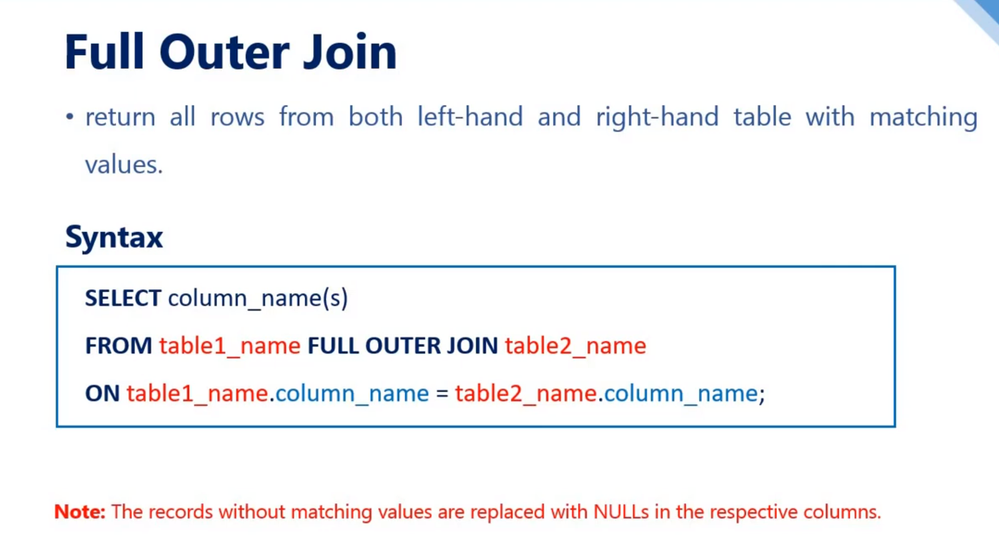 Full Outer Join
• return all rows from both left-hand and right-hand table with matching
values.
Syntax
SELECT column_name(s)
FROM table1_name FULL OUTER JOIN table2_name
ON table1_name.column_name = table2_name.column_name;
Note: The records without matching values are replaced with NULLs in the respective columns.